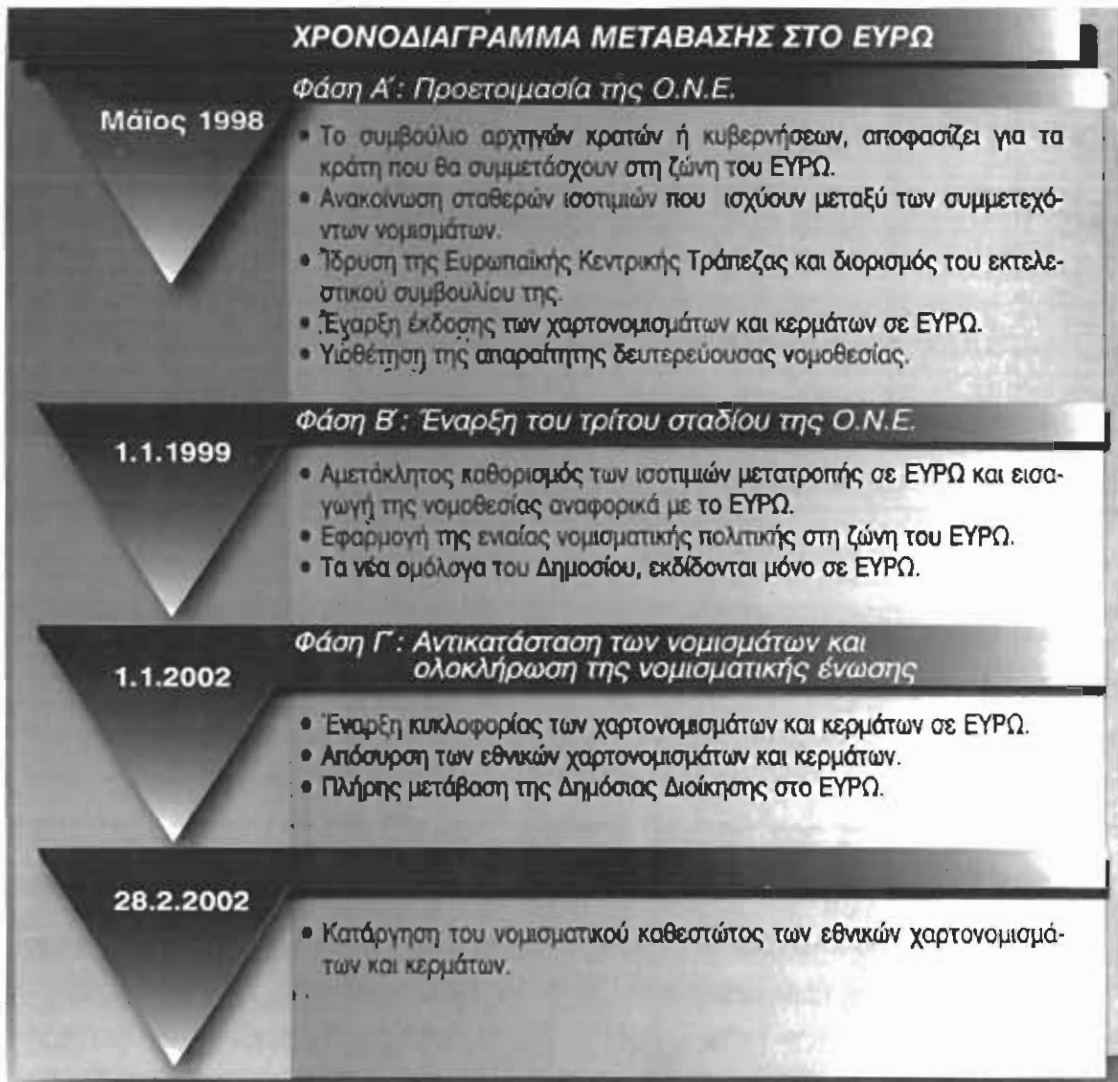 ΧΡΟΝΟΔΙΑΓΡΑΜΜΑ ΜΕΤΑΒΑΣΗΣ ΣΤΟ ΕΥΡΩ
Φάση Α΄: Προετοιμασία της Ο.Ν.Ε.
Μάϊος 1998
• Το συμβούλιο αρχηγών κρατών ή κυβερνήσεων, αποφασίζει για τα
κράτη που θα συμμετάσχουν στη ζώνη του ΕΥΡΩ.
• Ανακοίνωση σταθερών ισοτιμιών που ισχύουν μεταξύ των συμμετεχό-
ντων νομισμάτων.
• Ίδρυση της Ευρωπαϊκής Κεντρικής Τράπεζας και διορισμός του εκτελε-
στικού συμβουλίου της.
• Έγαρξη έκδοσης των χαρτονομισμάτων και κερμάτων σε ΕΥΡΩ.
• Υιοθέτηση της απαραίτητης δευτερεύουσας νομοθεσίας.
Φάση Β΄: Έναρξη του τρίτου σταδίου της Ο.Ν.Ε.
1.1.1999
• Αμετάκλητος καθορισμός των ισοτιμιών μετατροπής σε ΕΥΡΩ και εισα-
γωγή της νομοθεσίας αναφορικά με το ΕΥΡΩ.
• Εφαρμογή της ενιαίας νομισματικής πολιτικής στη ζώνη του ΕΥΡΩ.
• Τα νέα ομόλογα του Δημοσίου, εκδίδονται μόνο σε ΕΥΡΩ.
Φάση Γ΄: Αντικατάσταση των νομισμάτων και
ολοκλήρωση της νομισματικής ένωσης
1.1.2002
• Έναρξη κυκλοφορίας των χαρτονομισμάτων και κερμάτων σε ΕΥΡΩ.
• Απόσυρση των εθνικών χαρτονομισμάτων και κερμάτων.
• Πλήρης μετάβαση της Δημόσιας Διοίκησης στο ΕΥΡΩ.
28.2.2002
• Κατάργηση του νομισματικού καθεστώτος των εθνικών χαρτονομισμά-
των και κερμάτων.